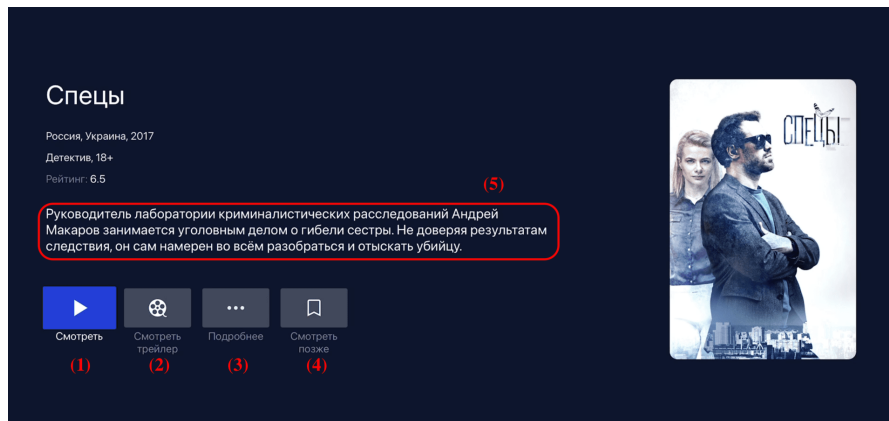 Спецы
Россия, Украина, 2017
Детектив, 18+
Рейтинг: 6.5
(5)
Руководитель лаборатории криминалистических расследований Андрей
Макаров занимается уголовным делом о гибели сестры. Не доверяя результатам
следствия, он сам намерен во всём разобраться и отыскать убийцу.
Смотреть
(1)
Смотреть
трейлер
(2)
Подробнее
(3)
Смотреть
позже
(4)
СПЕЦЫ